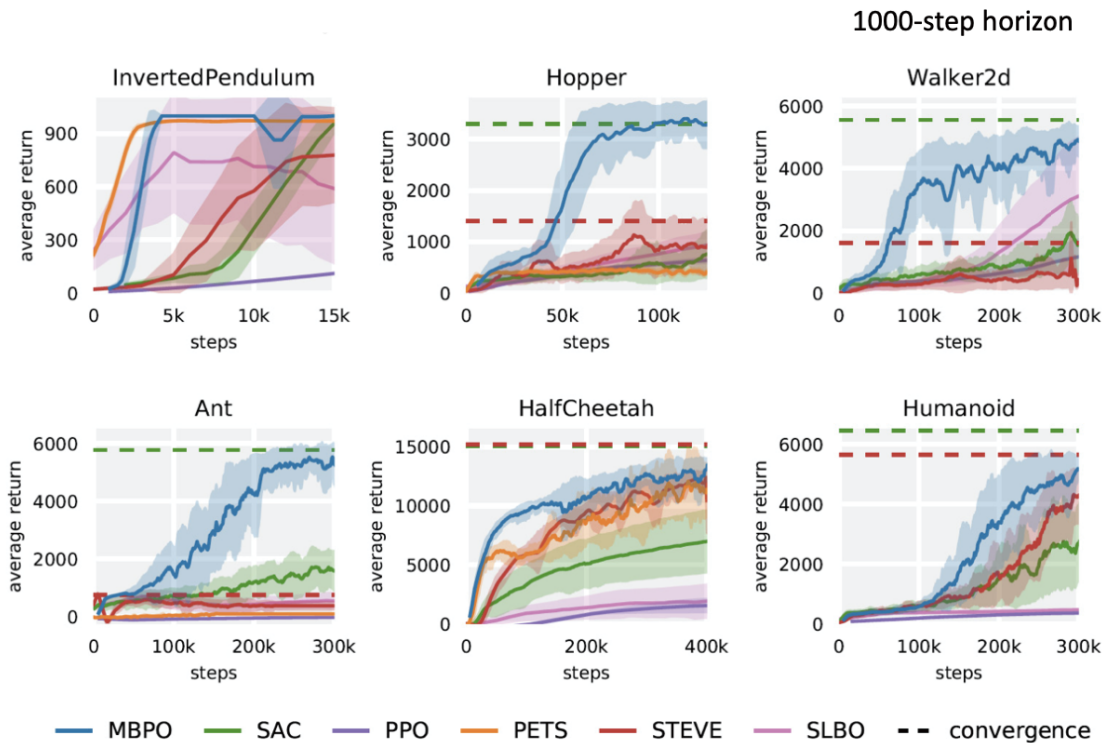 1000-step horizon
InvertedPendulum
average return
900
600
300
0
0 5k 10k 15k
steps
Hopper
average return
3000
2000
1000
0
0 50k 100k
steps
Walker2d
average return
6000
4000
2000
0
0 100k 200k 300k
steps
Ant
average return
6000
4000
2000
0
0 100k 200k 300k
steps
HalfCheetah
average return
15000
10000
5000
0
0 200k 400k
steps
Humanoid
average return
6000
4000
2000
0
0 100k 200k 300k
steps
MBPO SAC PPO PETS STEVE SLBO convergence